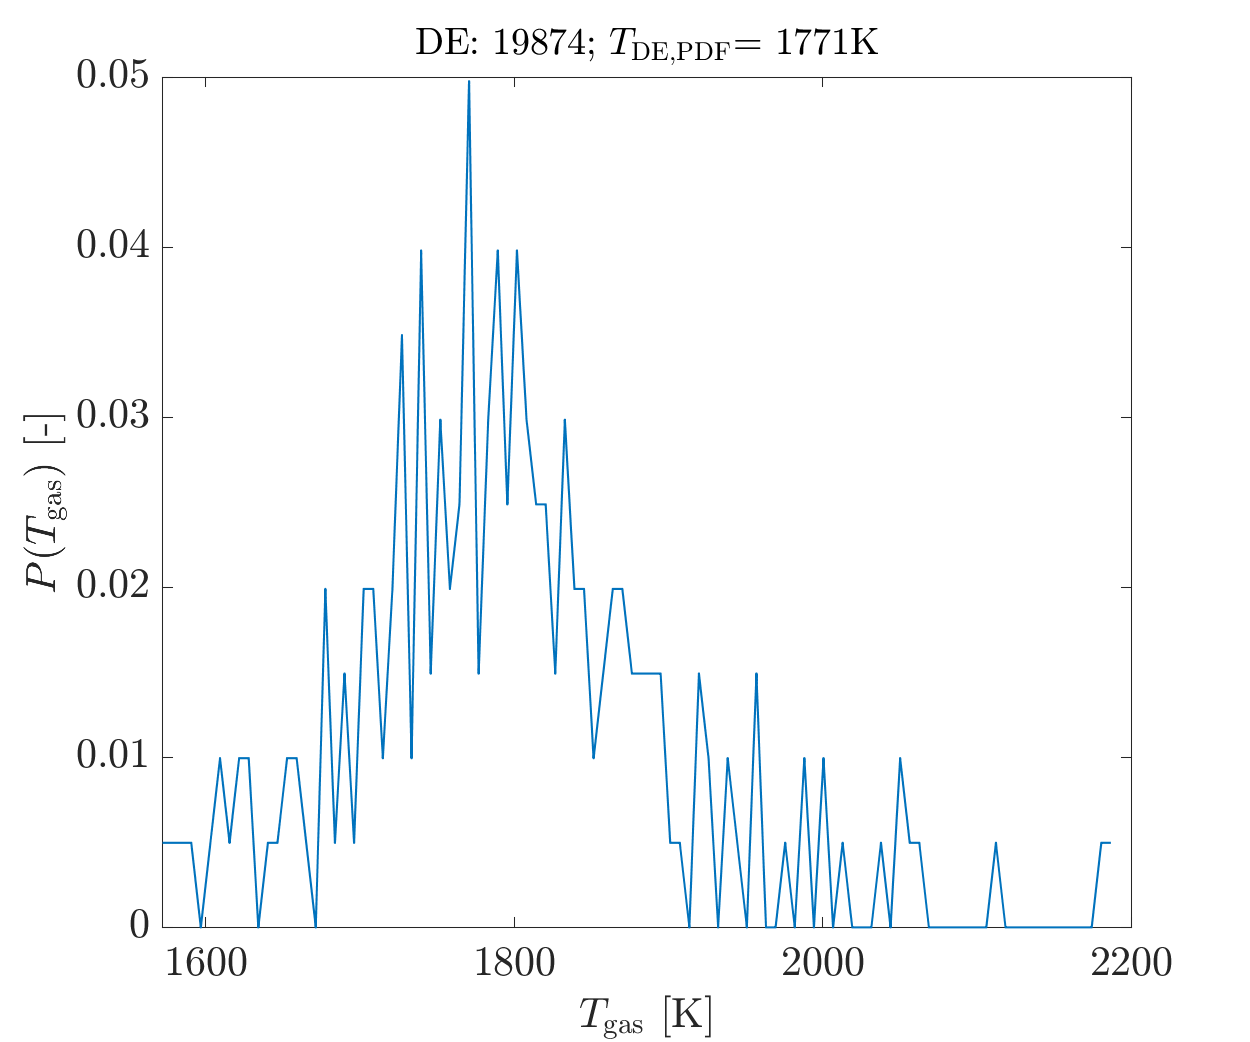 DE: 19874; T_DE,PDF= 1771K
0.05
0.04
0.03
0.02
0.01
0
P(T_gas) [-]
1600 1800 2000 2200
T_gas [K]